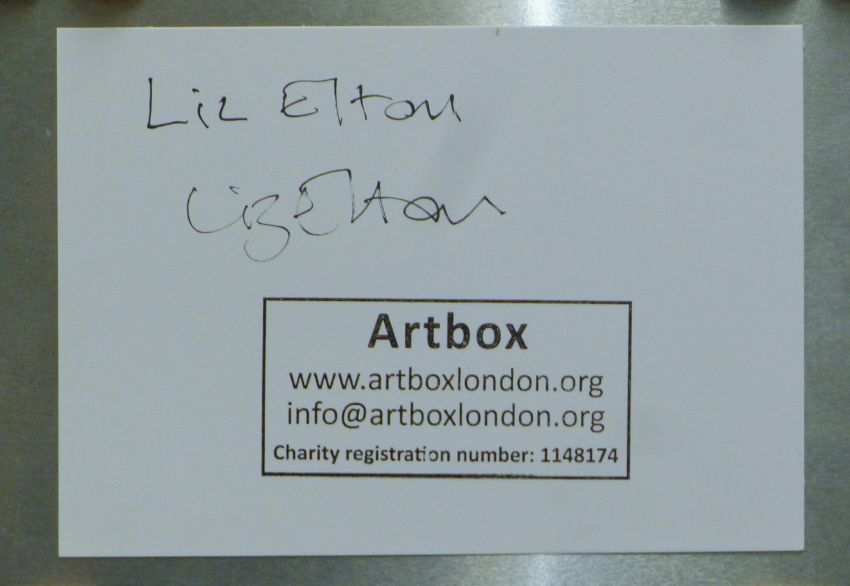 Liz Elton
Liz Elton
Artbox
www.artboxlondon.org
info@artboxlondon.org
Charity registration number: 1148174